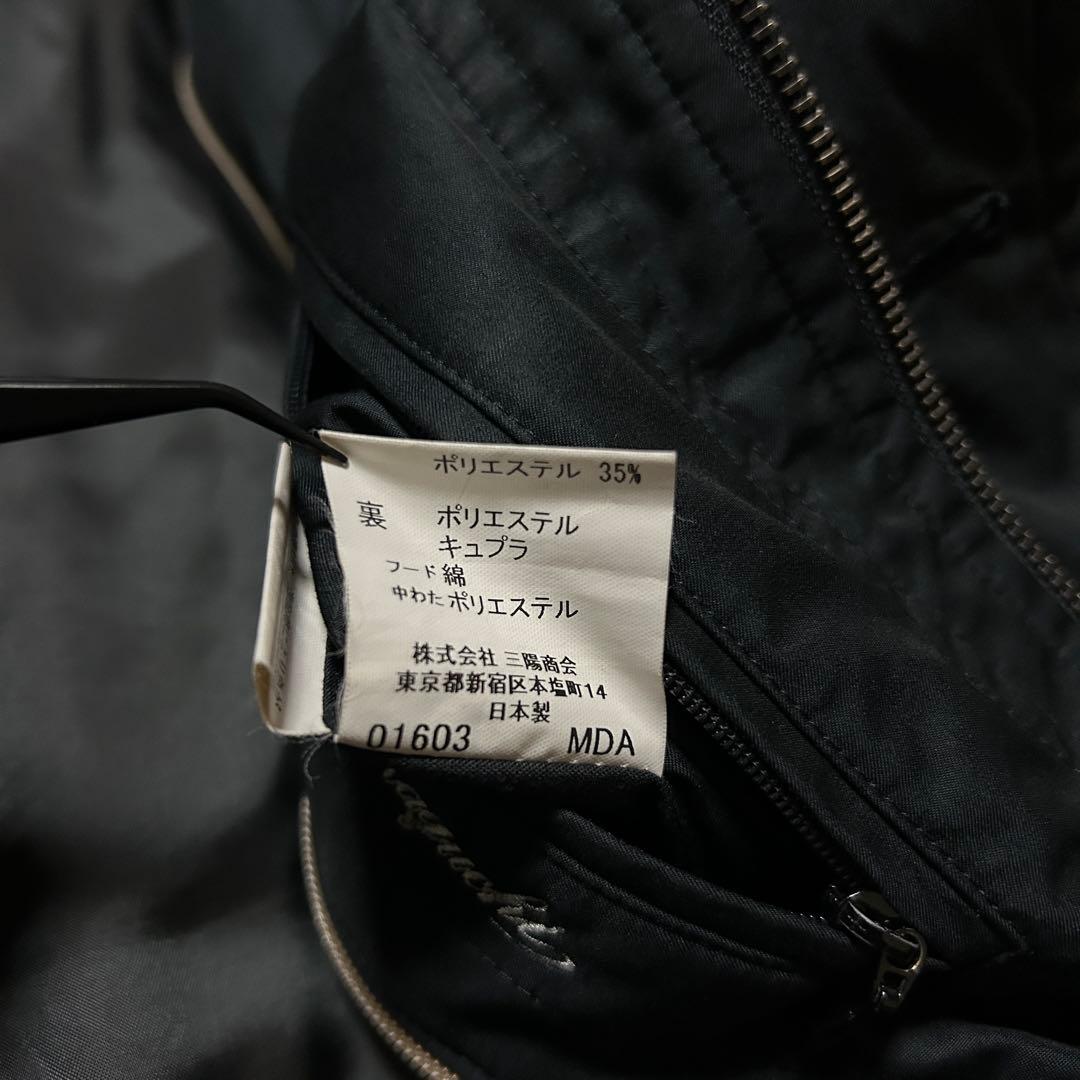 ポリエステル 35%
裏 ポリエステル
キュプラ
フード 綿
中わた ポリエステル
株式会社 三陽商会
東京都新宿区本塩町14
日本製
01603 MDA